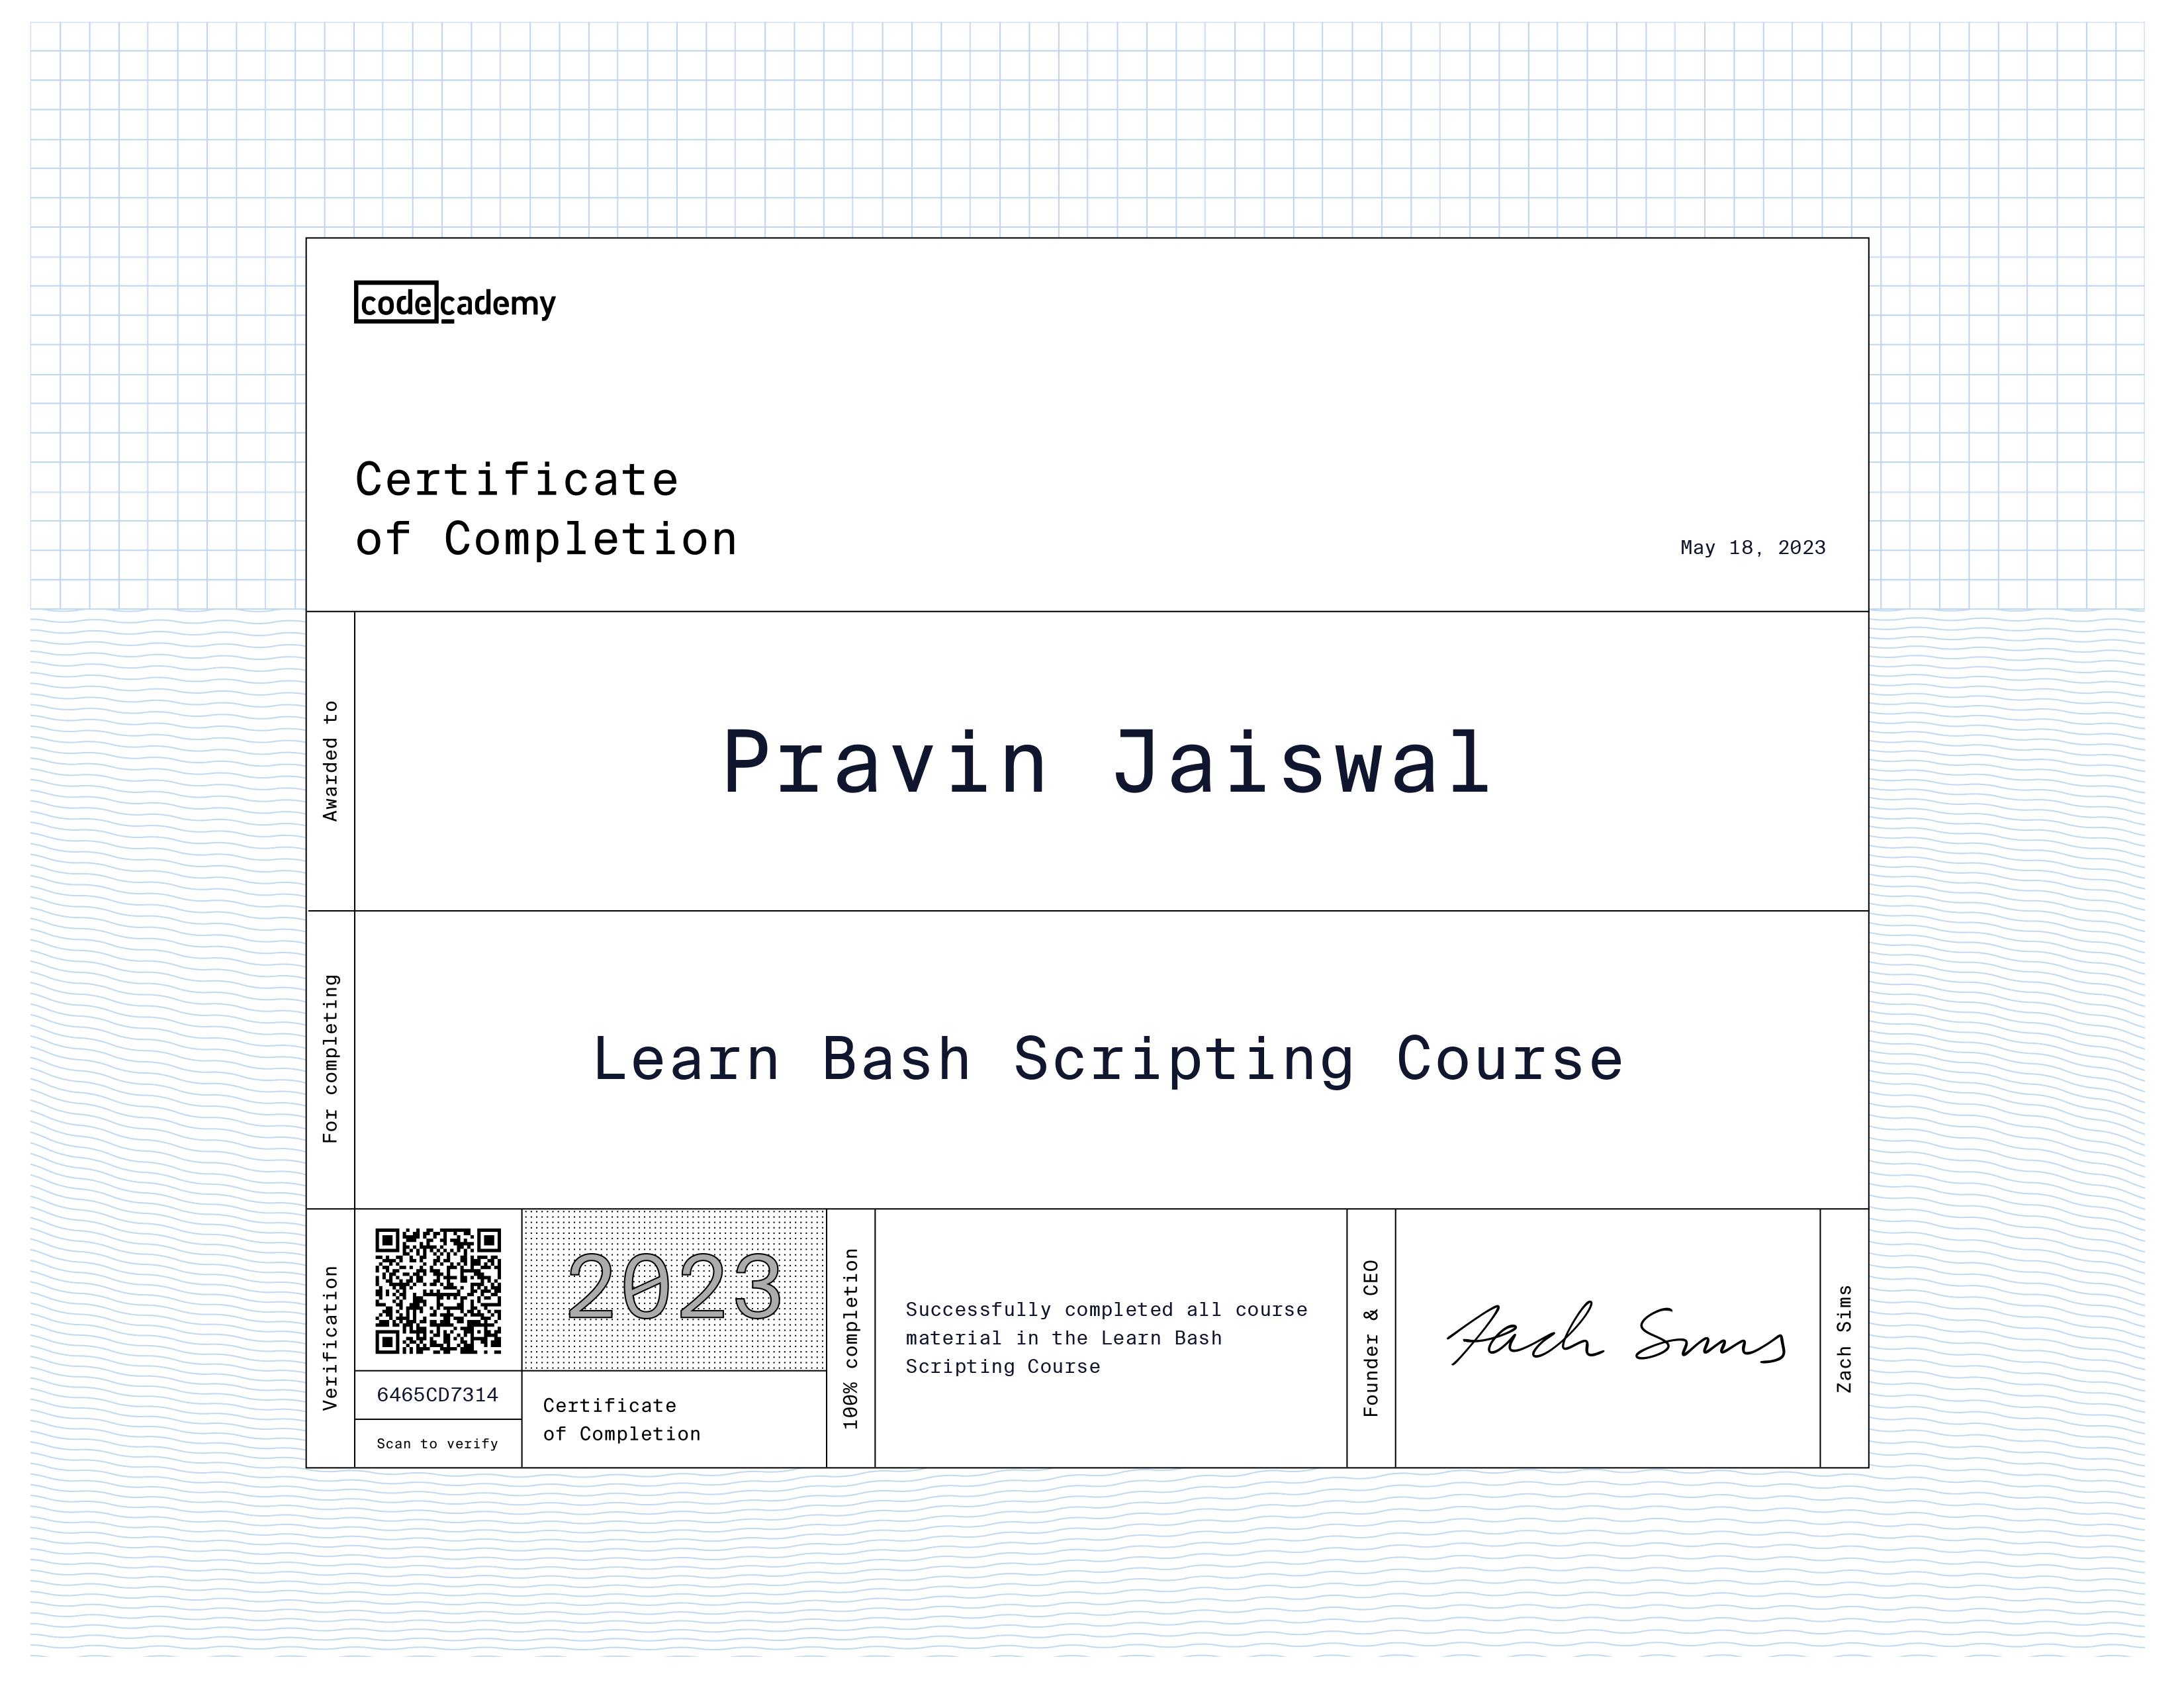 codecademy
Certificate
of Completion
May 18, 2023
Awarded to
Pravin Jaiswal
For completing
Learn Bash Scripting Course
Verification
6465CD7314
Scan to verify
2023
Certificate
of Completion
100% completion
Successfully completed all course
material in the Learn Bash
Scripting Course
Founder & CEO
Zach Sims
Zach Sims